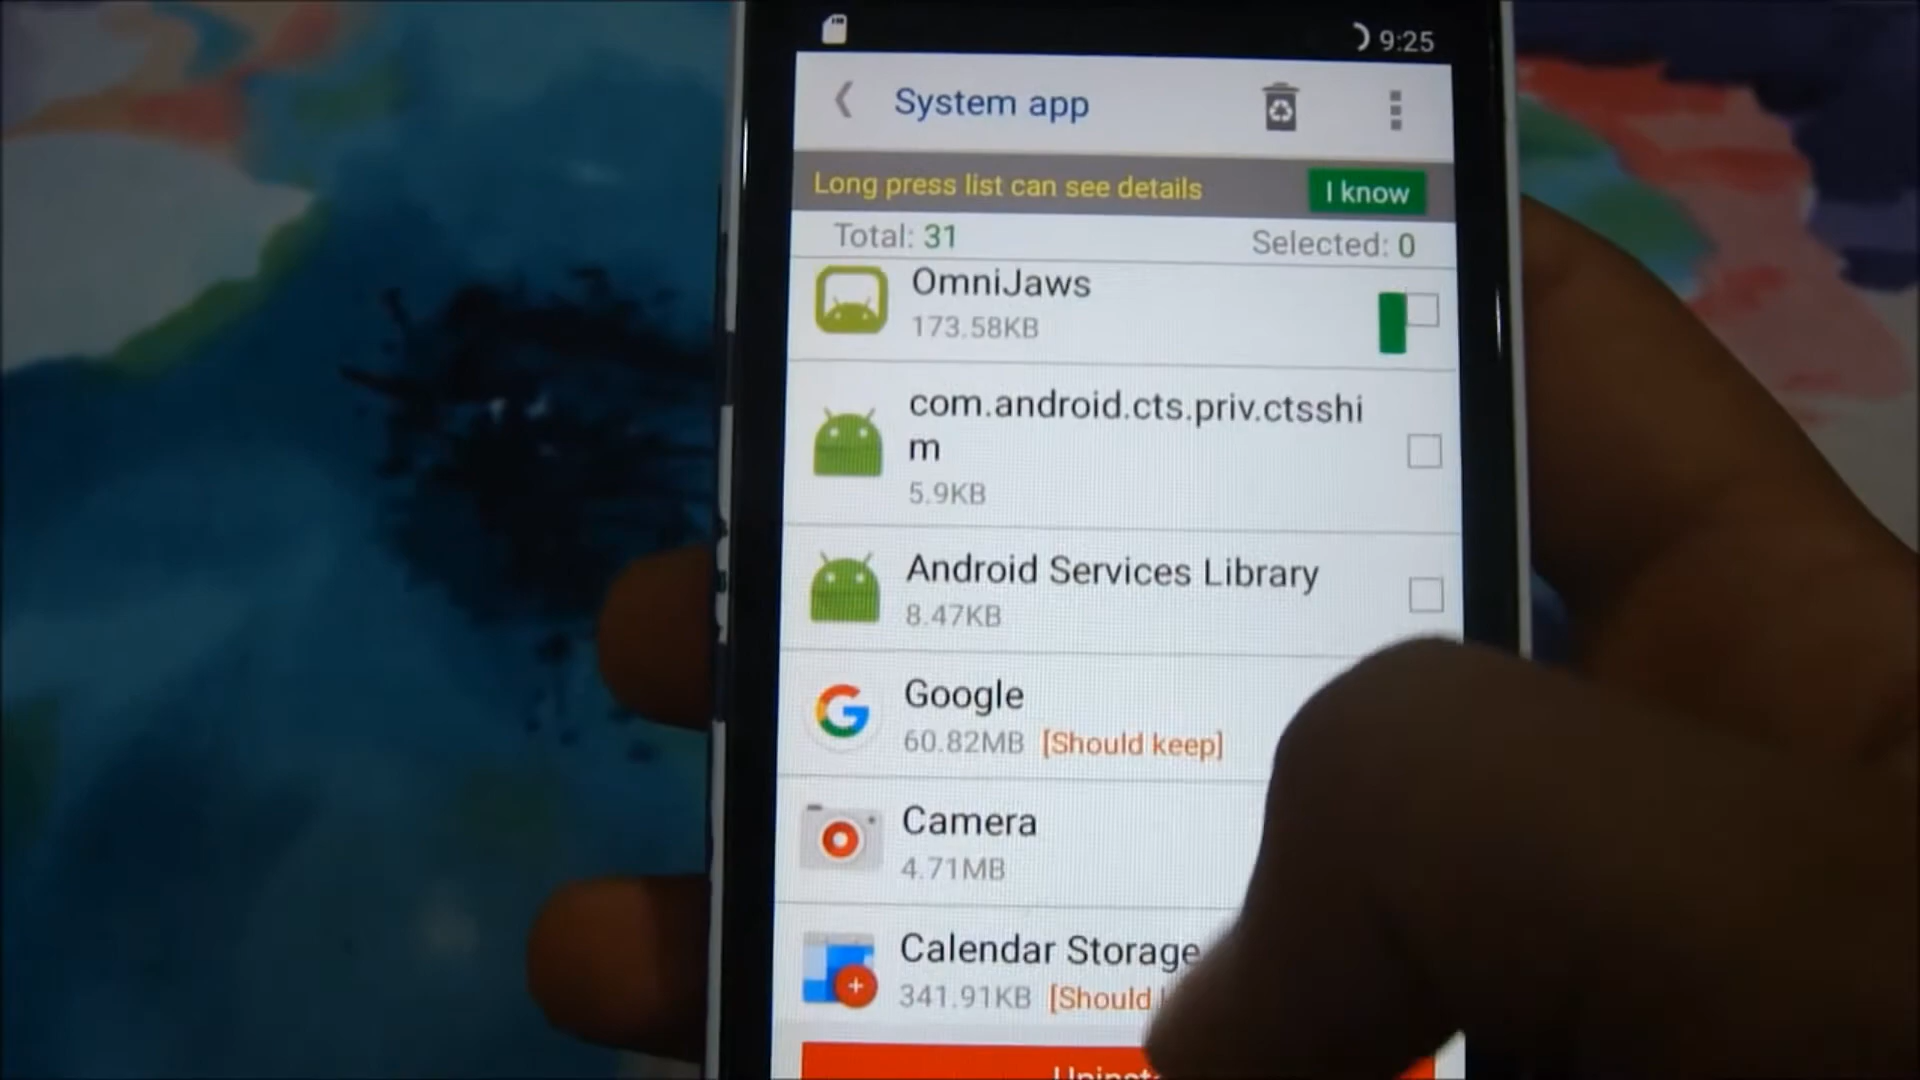 9:25
System app
Long press list can see details
I know
Total: 31
Selected: 0
OmniJaws
173.58KB
com.android.cts.priv.ctsshi
m
5.9KB
Android Services Library
8.47KB
Google
60.82MB [Should keep]
Camera
4.71MB
Calendar Storage
341.91KB [Should